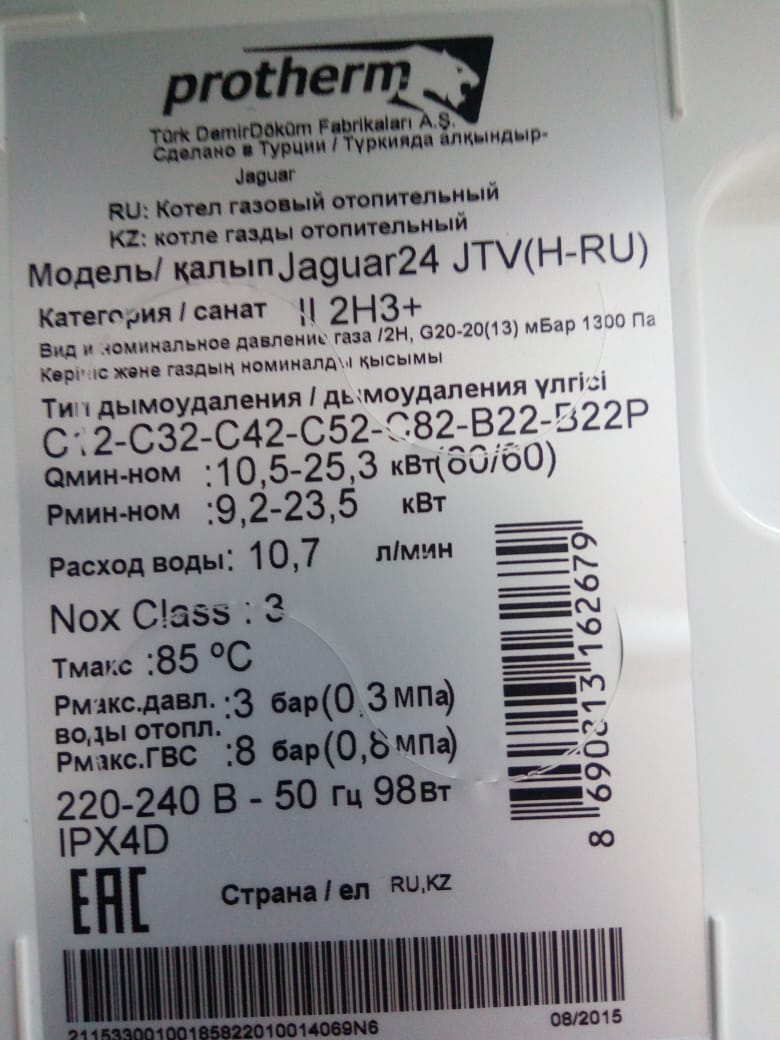 protherm
Türk DemirDöküm Fabrikaları A.Ş.
Сделано в Турции / Түркияда алқындыр-
Jaguar
RU: Котел газовый отопительный
KZ: котле газды отопительный
Модель/ қалып Jaguar24 JTV(H-RU)
Категория / санат II 2H3+
Вид и номинальное давление газа /2H, G20-20(13) мБар 1300 Па
Көрініс және газдың номиналды қысымы
Тип дымоудаления / дымоудаления үлгісі
C12-C32-C42-C52-C82-B22-B22P
Qмин-ном :10,5-25,3 кВт(80/60)
Pмин-ном :9,2-23,5 кВт
Расход воды: 10,7 л/мин
Nox Class : 3
Tмакс :85 ºC
Pмакс.давл. :3 бар(0,3 МПа)
воды отопл.
Pмакс.ГВС :8 бар(0,8 МПа)
220-240 В - 50 Гц 98Вт
IPX4D
8 690813 162679
EAC
Страна / ел RU,KZ
21153300100185822010014069N6
08/2015